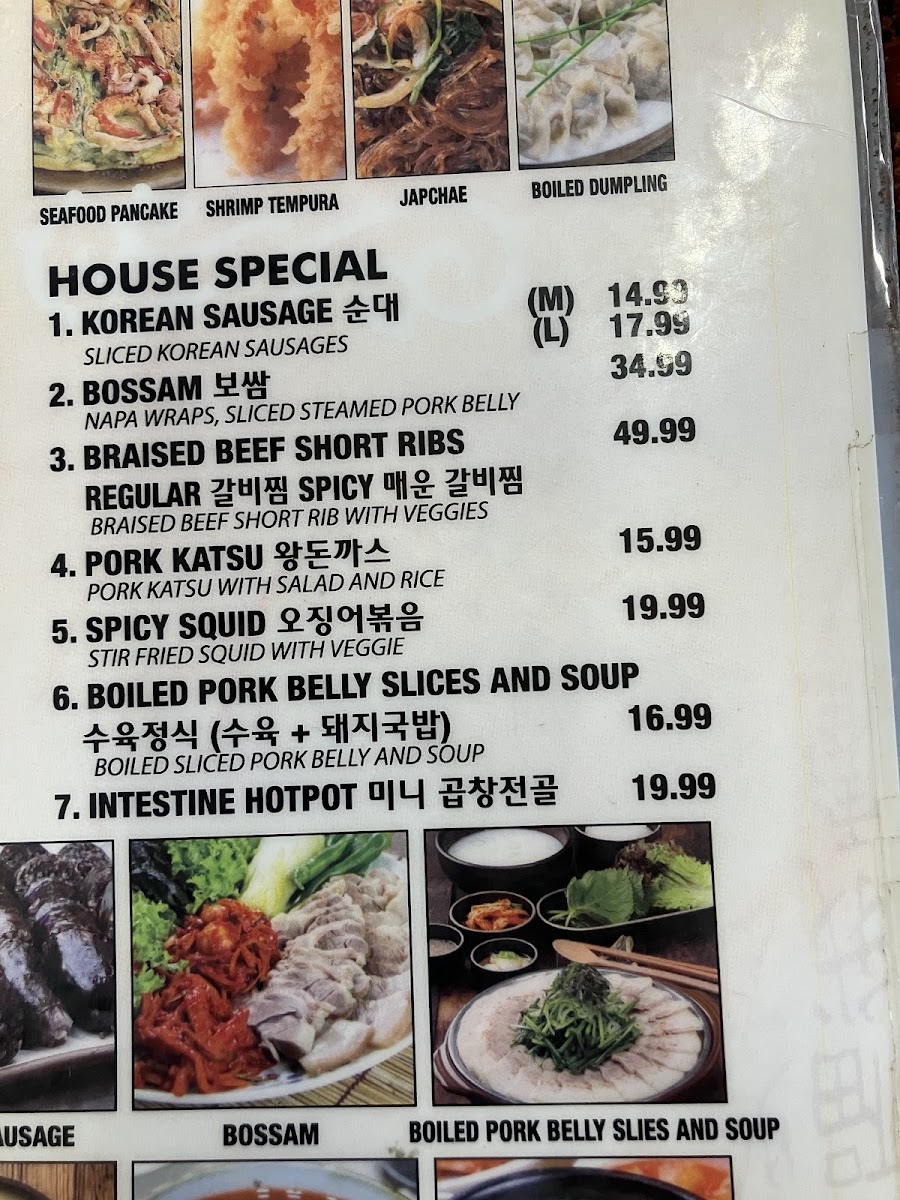 SEAFOOD PANCAKE SHRIMP TEMPURA JAPCHAE BOILED DUMPLING
HOUSE SPECIAL
1. KOREAN SAUSAGE 순대 (M) 14.99
(L) 17.99
SLICED KOREAN SAUSAGES
2. BOSSAM 보쌈 34.99
NAPA WRAPS, SLICED STEAMED PORK BELLY
3. BRAISED BEEF SHORT RIBS 49.99
REGULAR 갈비찜 SPICY 매운 갈비찜
BRAISED BEEF SHORT RIB WITH VEGGIES
4. PORK KATSU 왕돈까스 15.99
PORK KATSU WITH SALAD AND RICE
5. SPICY SQUID 오징어볶음 19.99
STIR FRIED SQUID WITH VEGGIE
6. BOILED PORK BELLY SLICES AND SOUP
수육정식 (수육 + 돼지국밥) 16.99
BOILED SLICED PORK BELLY AND SOUP
7. INTESTINE HOTPOT 미니 곱창전골 19.99
AUSAGE BOSSAM BOILED PORK BELLY SLIES AND SOUP